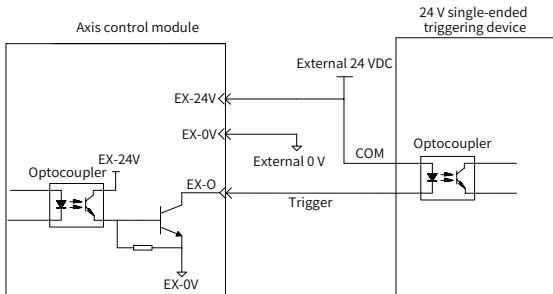 Axis control module
24 V single-ended
triggering device
External 24 VDC
EX-24V
EX-0V
External 0 V
COM
Optocoupler
EX-24V
Optocoupler
EX-O
Trigger
EX-0V